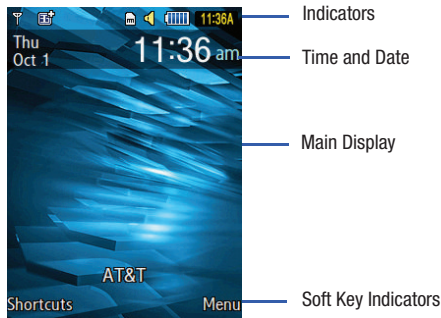 11:36A
Indicators
Thu
Oct 1
11:36 am
Time and Date
Main Display
AT&T
Shortcuts
Menu
Soft Key Indicators